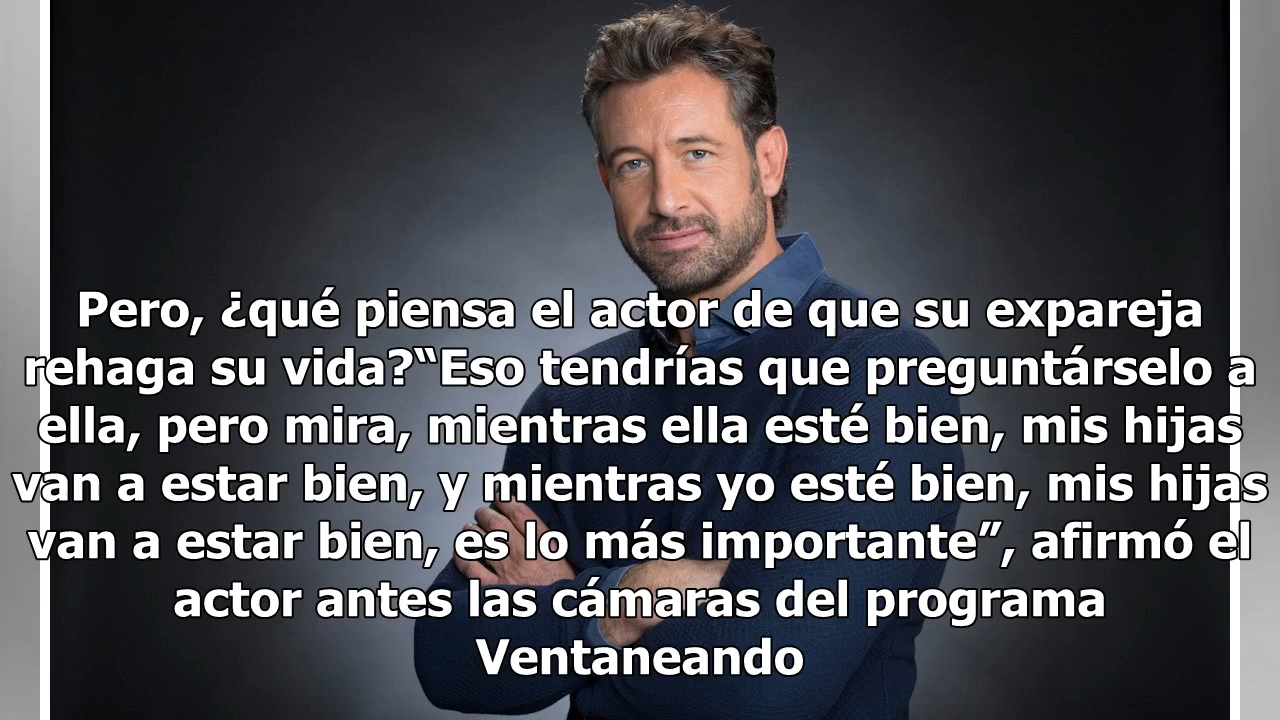 Pero, ¿qué piensa el actor de que su expareja
rehaga su vida?“Eso tendrías que preguntárselo a
ella, pero mira, mientras ella esté bien, mis hijas
van a estar bien, y mientras yo esté bien, mis hijas
van a estar bien, es lo más importante”, afirmó el
actor antes las cámaras del programa
Ventaneando